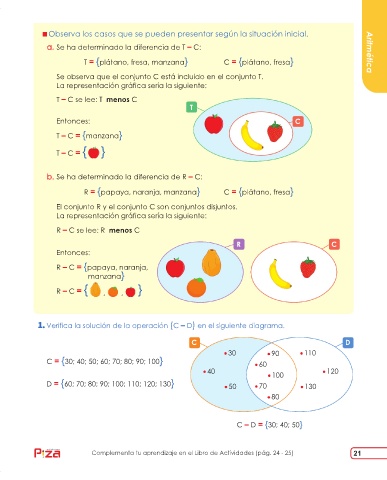 Observa los casos que se pueden presentar según la situación inicial.
Aritmética
a. Se ha determinado la diferencia de T – C:
T = {plátano, fresa, manzana} C = {plátano, fresa}
Se observa que el conjunto C está incluido en el conjunto T.
La representación gráfica sería la siguiente:
T – C se lee: T menos C
T
C
Entonces:
T – C = {manzana}
T – C = { }
b. Se ha determinado la diferencia de R – C:
R = {papaya, naranja, manzana} C = {plátano, fresa}
El conjunto R y el conjunto C son conjuntos disjuntos.
La representación gráfica sería la siguiente:
R – C se lee: R menos C
R C
Entonces:
R – C = {papaya, naranja,
manzana}
R – C = { , , }
1. Verifica la solución de la operación {C – D} en el siguiente diagrama.
C D
C = {30; 40; 50; 60; 70; 80; 90; 100}
D = {60; 70; 80; 90; 100; 110; 120; 130}
30 90 110
60
40 100 120
50 70 130
80
C – D = {30; 40; 50}
Complementa tu aprendizaje en el Libro de Actividades (pág. 24 - 25)
21